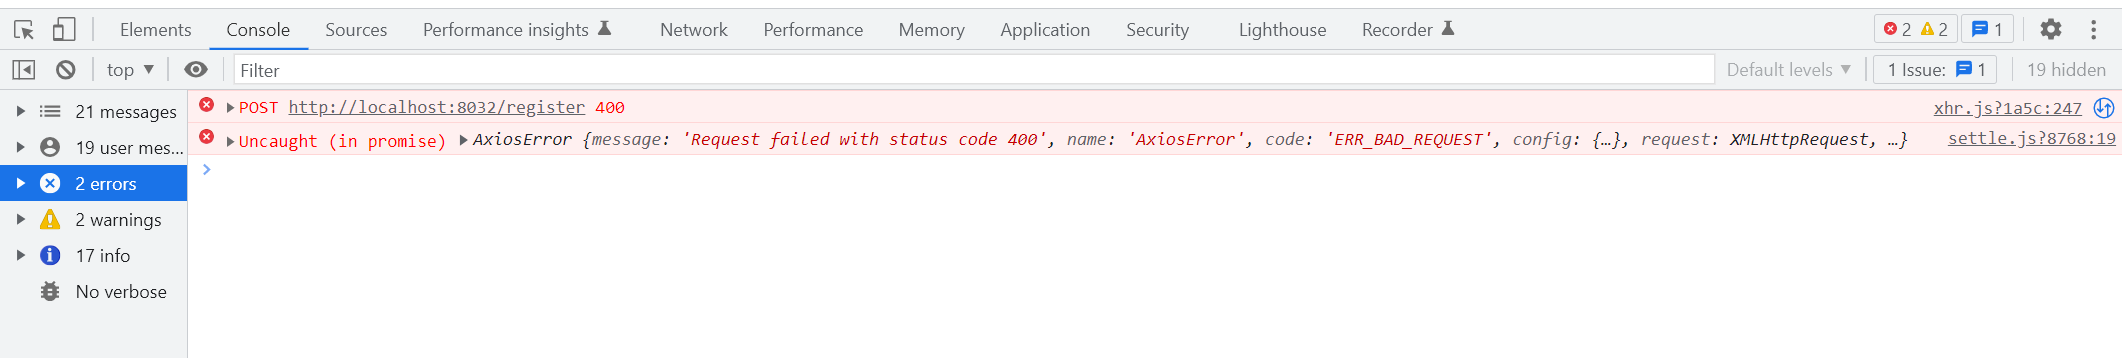 Elements Console Sources Performance insights Network Performance Memory Application Security Lighthouse Recorder 2 2 1
top Filter Default levels 1 Issue: 1 19 hidden
21 messages
19 user mes...
2 errors
2 warnings
17 info
No verbose
POST http://localhost:8032/register 400 xhr.js?1a5c:247
Uncaught (in promise) AxiosError {message: 'Request failed with status code 400', name: 'AxiosError', code: 'ERR_BAD_REQUEST', config: {…}, request: XMLHttpRequest, …} settle.js?8768:19